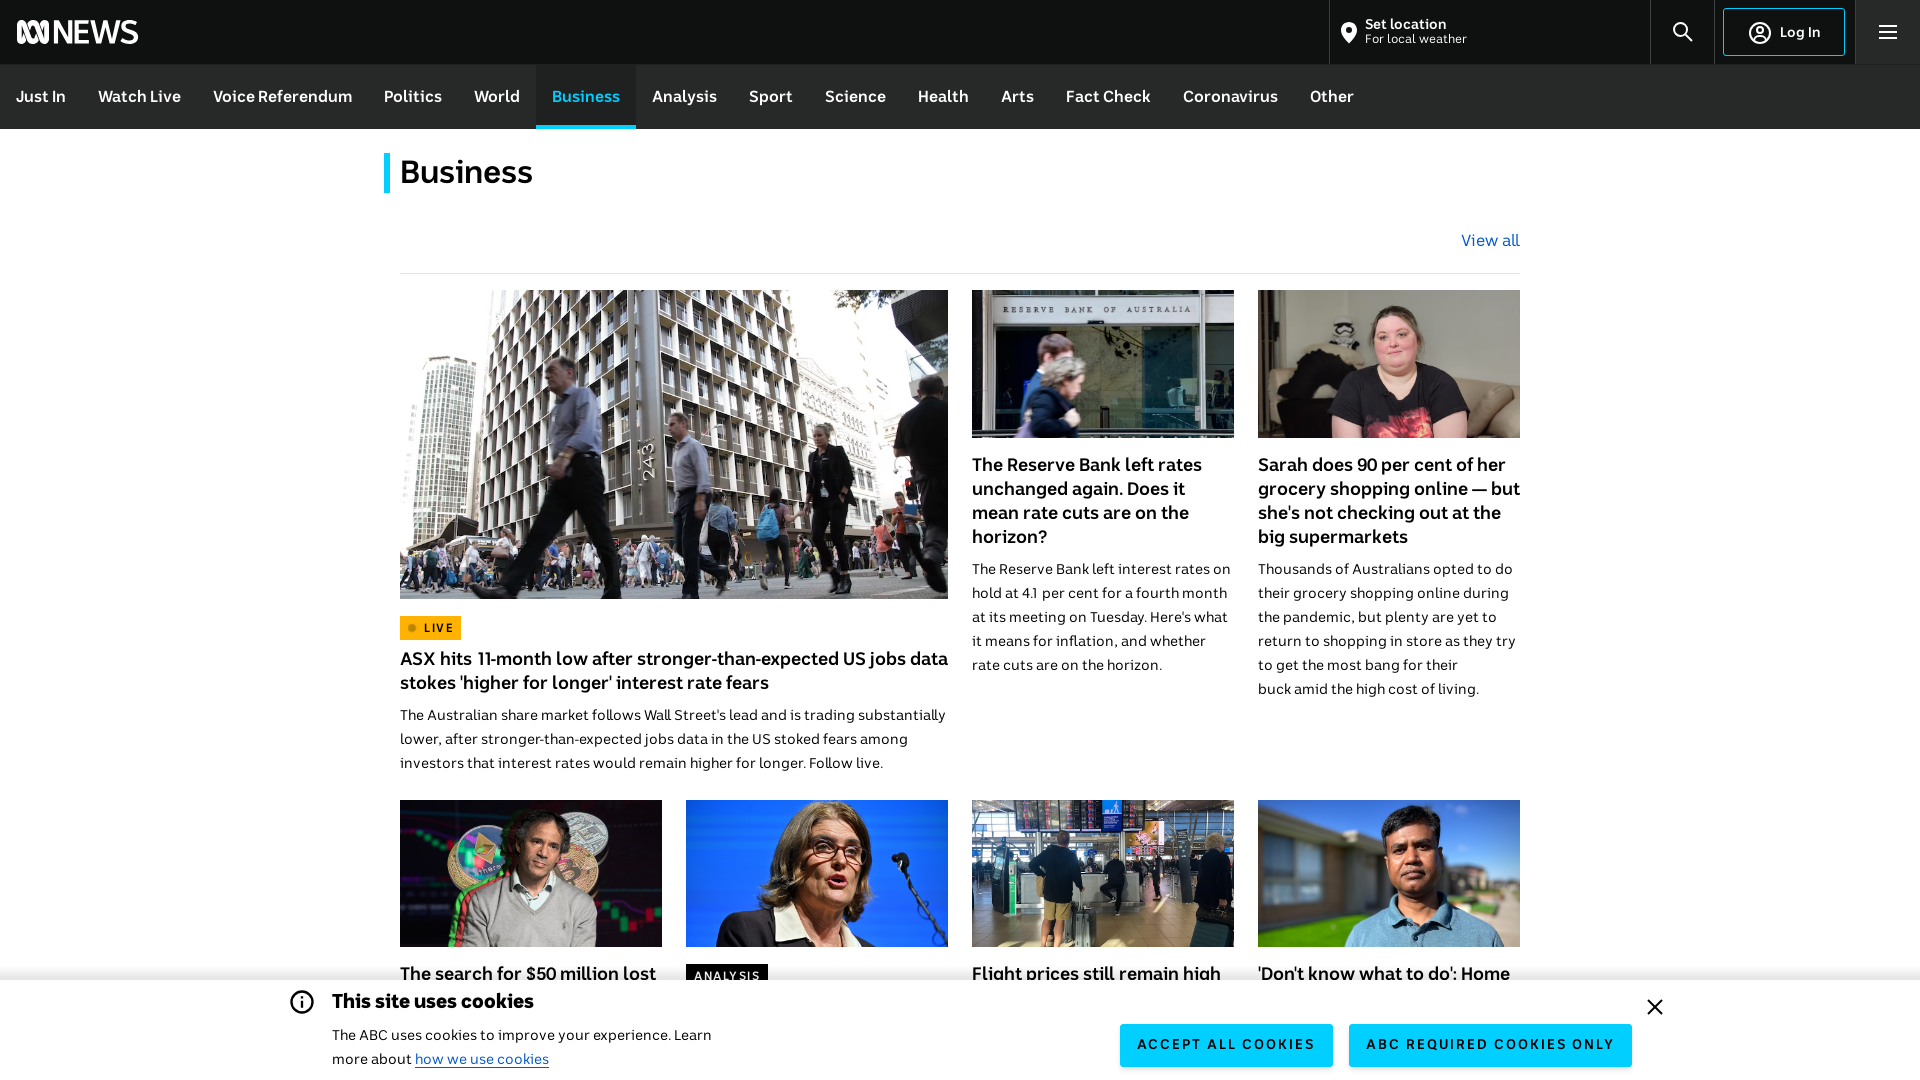 NEWS
Set location
For local weather
Log In
Just In
Watch Live
Voice Referendum
Politics
World
Business
Analysis
Sport
Science
Health
Arts
Fact Check
Coronavirus
Other
Business
View all
243
RESERVE BANK OF AUSTRALIA
LIVE
ASX hits 11-month low after stronger-than-expected US jobs data
stokes 'higher for longer' interest rate fears
The Australian share market follows Wall Street's lead and is trading substantially
lower, after stronger-than-expected jobs data in the US stoked fears among
investors that interest rates would remain higher for longer. Follow live.
The Reserve Bank left rates
unchanged again. Does it
mean rate cuts are on the
horizon?
The Reserve Bank left interest rates on
hold at 4.1 per cent for a fourth month
at its meeting on Tuesday. Here's what
it means for inflation, and whether
rate cuts are on the horizon.
Sarah does 90 per cent of her
grocery shopping online — but
she's not checking out at the
big supermarkets
Thousands of Australians opted to do
their grocery shopping online during
the pandemic, but plenty are yet to
return to shopping in store as they try
to get the most bang for their
buck amid the high cost of living.
The search for $50 million lost
ANALYSIS
Flight prices still remain high
'Don't know what to do': Home
This site uses cookies
The ABC uses cookies to improve your experience. Learn
more about how we use cookies
ACCEPT ALL COOKIES
ABC REQUIRED COOKIES ONLY